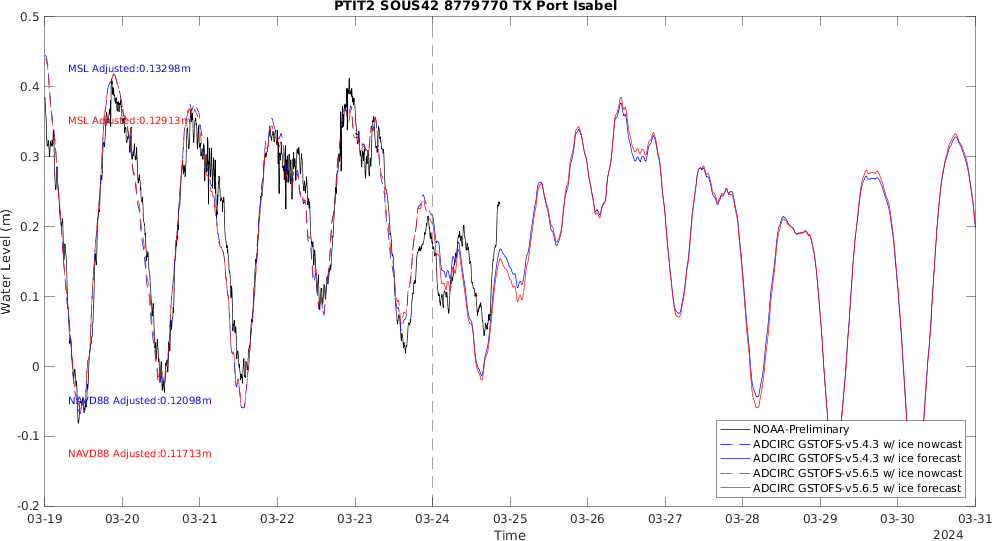 PTIT2 SOUS42 8779770 TX Port Isabel
0.5
0.4
0.3
0.2
0.1
0
-0.1
-0.2
Water Level (m)
MSL Adjusted:0.13298m
MSL Adjusted:0.12913m
NAVD88 Adjusted:0.12098m
NAVD88 Adjusted:0.11713m
NOAA-Preliminary
ADCIRC GSTOFS-v5.4.3 w/ ice nowcast
ADCIRC GSTOFS-v5.4.3 w/ ice forecast
ADCIRC GSTOFS-v5.6.5 w/ ice nowcast
ADCIRC GSTOFS-v5.6.5 w/ ice forecast
03-19 03-20 03-21 03-22 03-23 03-24 03-25 03-26 03-27 03-28 03-29 03-30 03-31
Time
2024